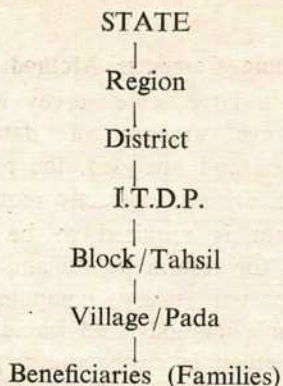 STATE
Region
District
I.T.D.P.
Block/Tahsil
Village/Pada
Beneficiaries (Families)